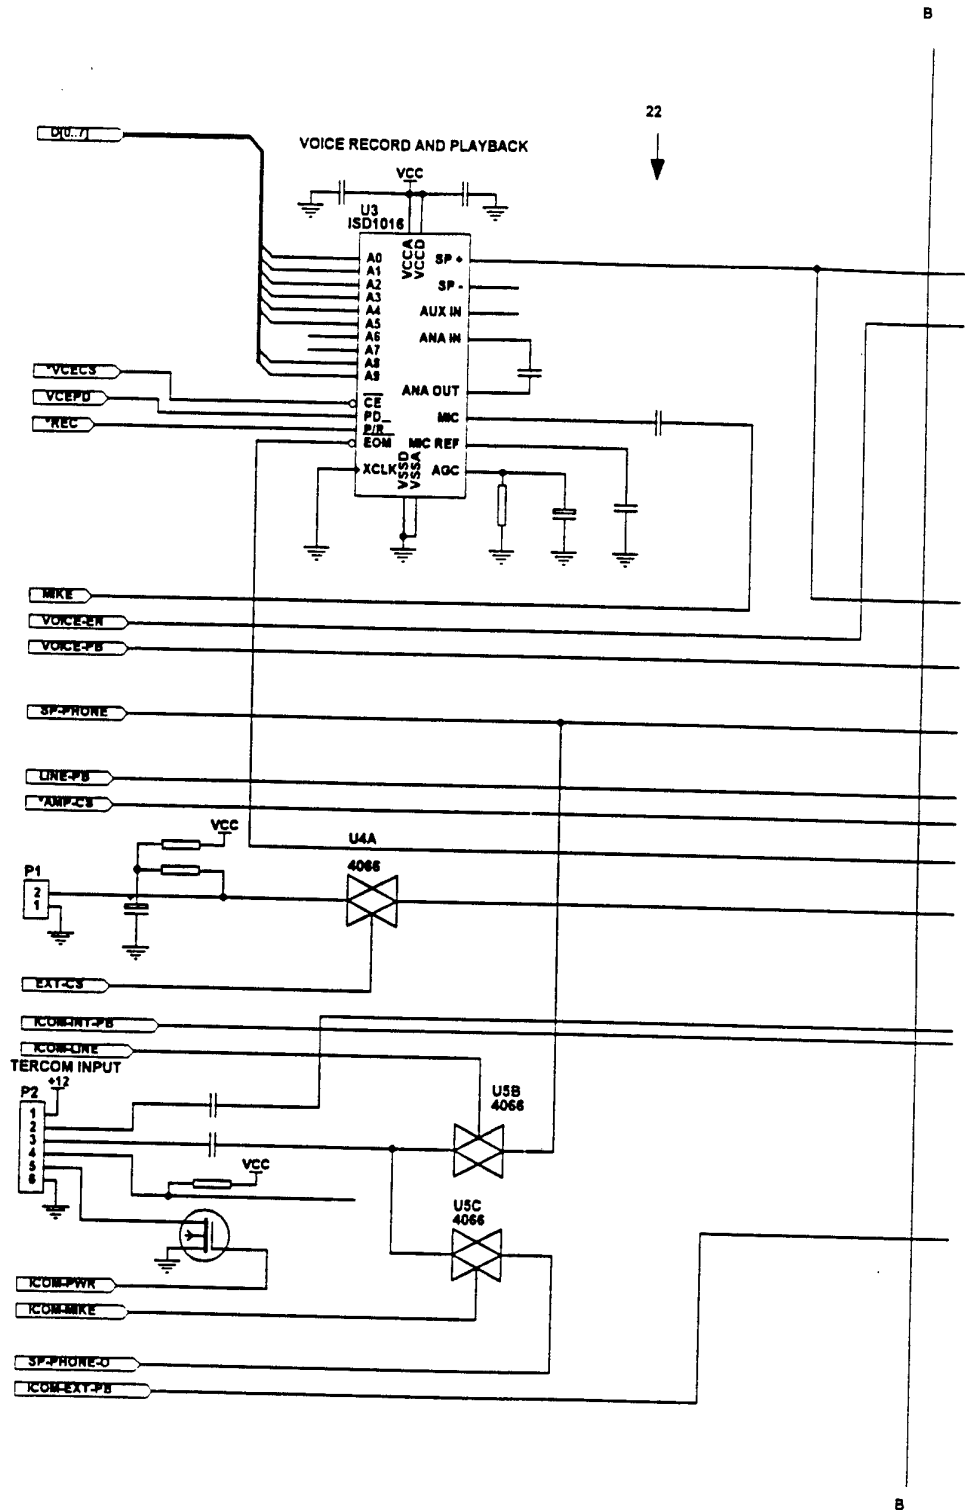 B
22
D[0..7]
VOICE RECORD AND PLAYBACK
VCC
U3
ISD1016
VCCA
VCCD
A0
A1
A2
A3
A4
A5
A6
A7
A8
A9
CE
PD
P/R
EOM
XCLK
VSSD
VSSA
SP +
SP -
AUX IN
ANA IN
ANA OUT
MIC
MIC REF
AGC
*VCECS
VCEPD
*REC
MIKE
VOICE-EN
VOICE-PB
SP-PHONE
LINE-PB
*AMP-CS
VCC
U4A
4066
P1
2
1
EXT-CS
ICOM-INT-PB
ICOM-LINE
TERCOM INPUT
+12
P2
1
2
3
4
5
6
U5B
4066
VCC
U5C
4066
ICOM-PWR
ICOM-MIKE
SP-PHONE-O
ICOM-EXT-PB
B